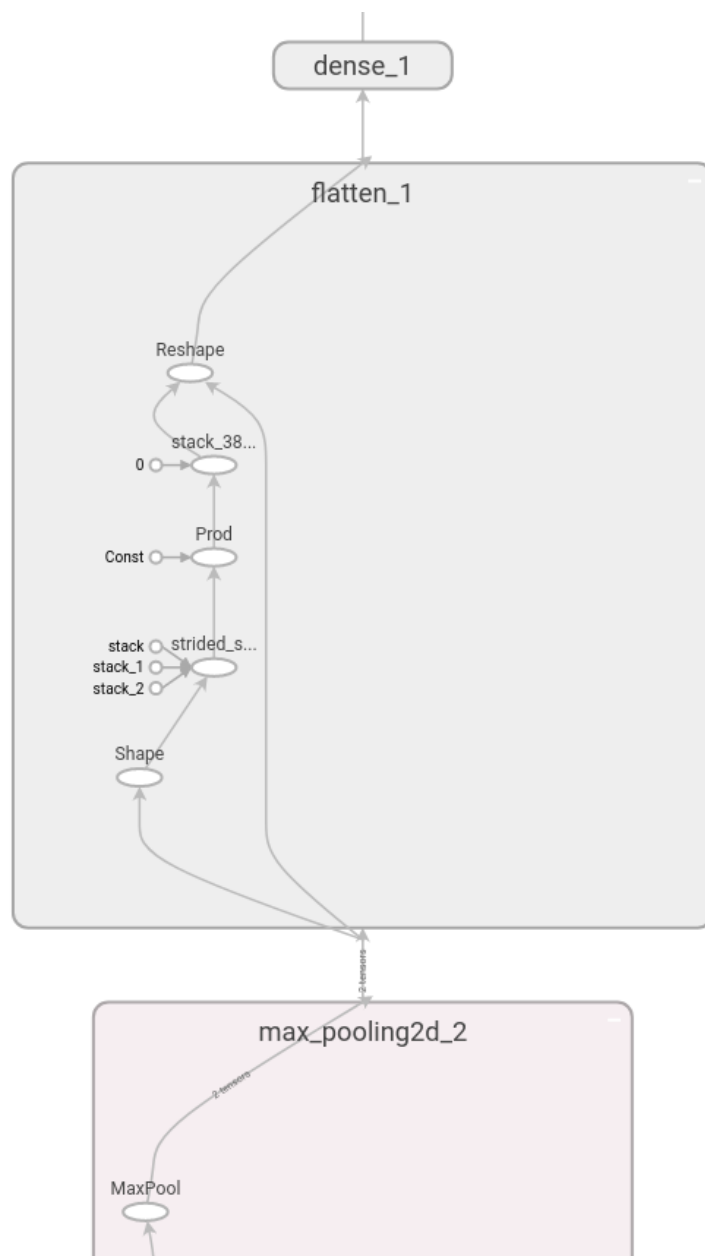 dense_1
flatten_1
Reshape
stack_38...
0
Prod
Const
strided_s...
stack
stack_1
stack_2
Shape
2 tensors
max_pooling2d_2
2 tensors
MaxPool